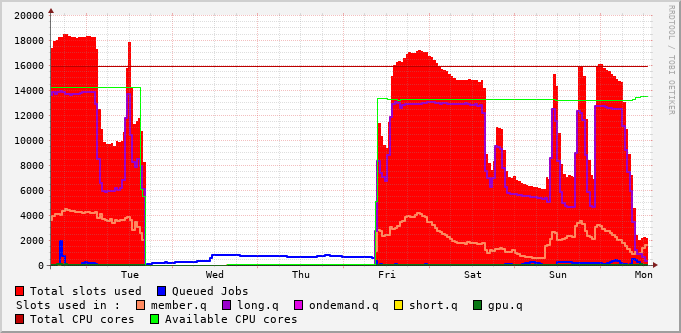 20000
18000
16000
14000
12000
10000
8000
6000
4000
2000
0
Tue Wed Thu Fri Sat Sun Mon
RRDTOOL / TOBI OETIKER
Total slots used Queued Jobs
Slots used in : member.q long.q ondemand.q short.q gpu.q
Total CPU cores Available CPU cores